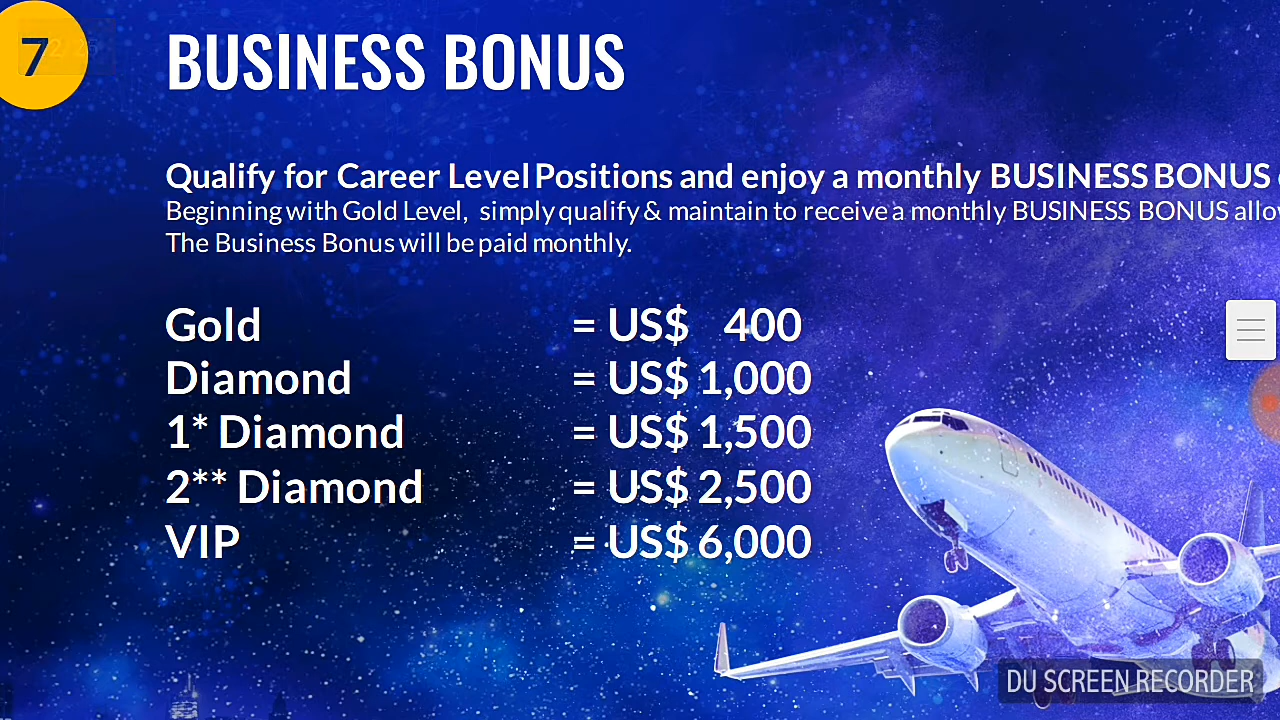 7
BUSINESS BONUS
Qualify for Career Level Positions and enjoy a monthly BUSINESS BONUS
Beginning with Gold Level, simply qualify & maintain to receive a monthly BUSINESS BONUS
The Business Bonus will be paid monthly.
Gold = US$ 400
Diamond = US$ 1,000
1* Diamond = US$ 1,500
2** Diamond = US$ 2,500
VIP = US$ 6,000
DU SCREEN RECORDER